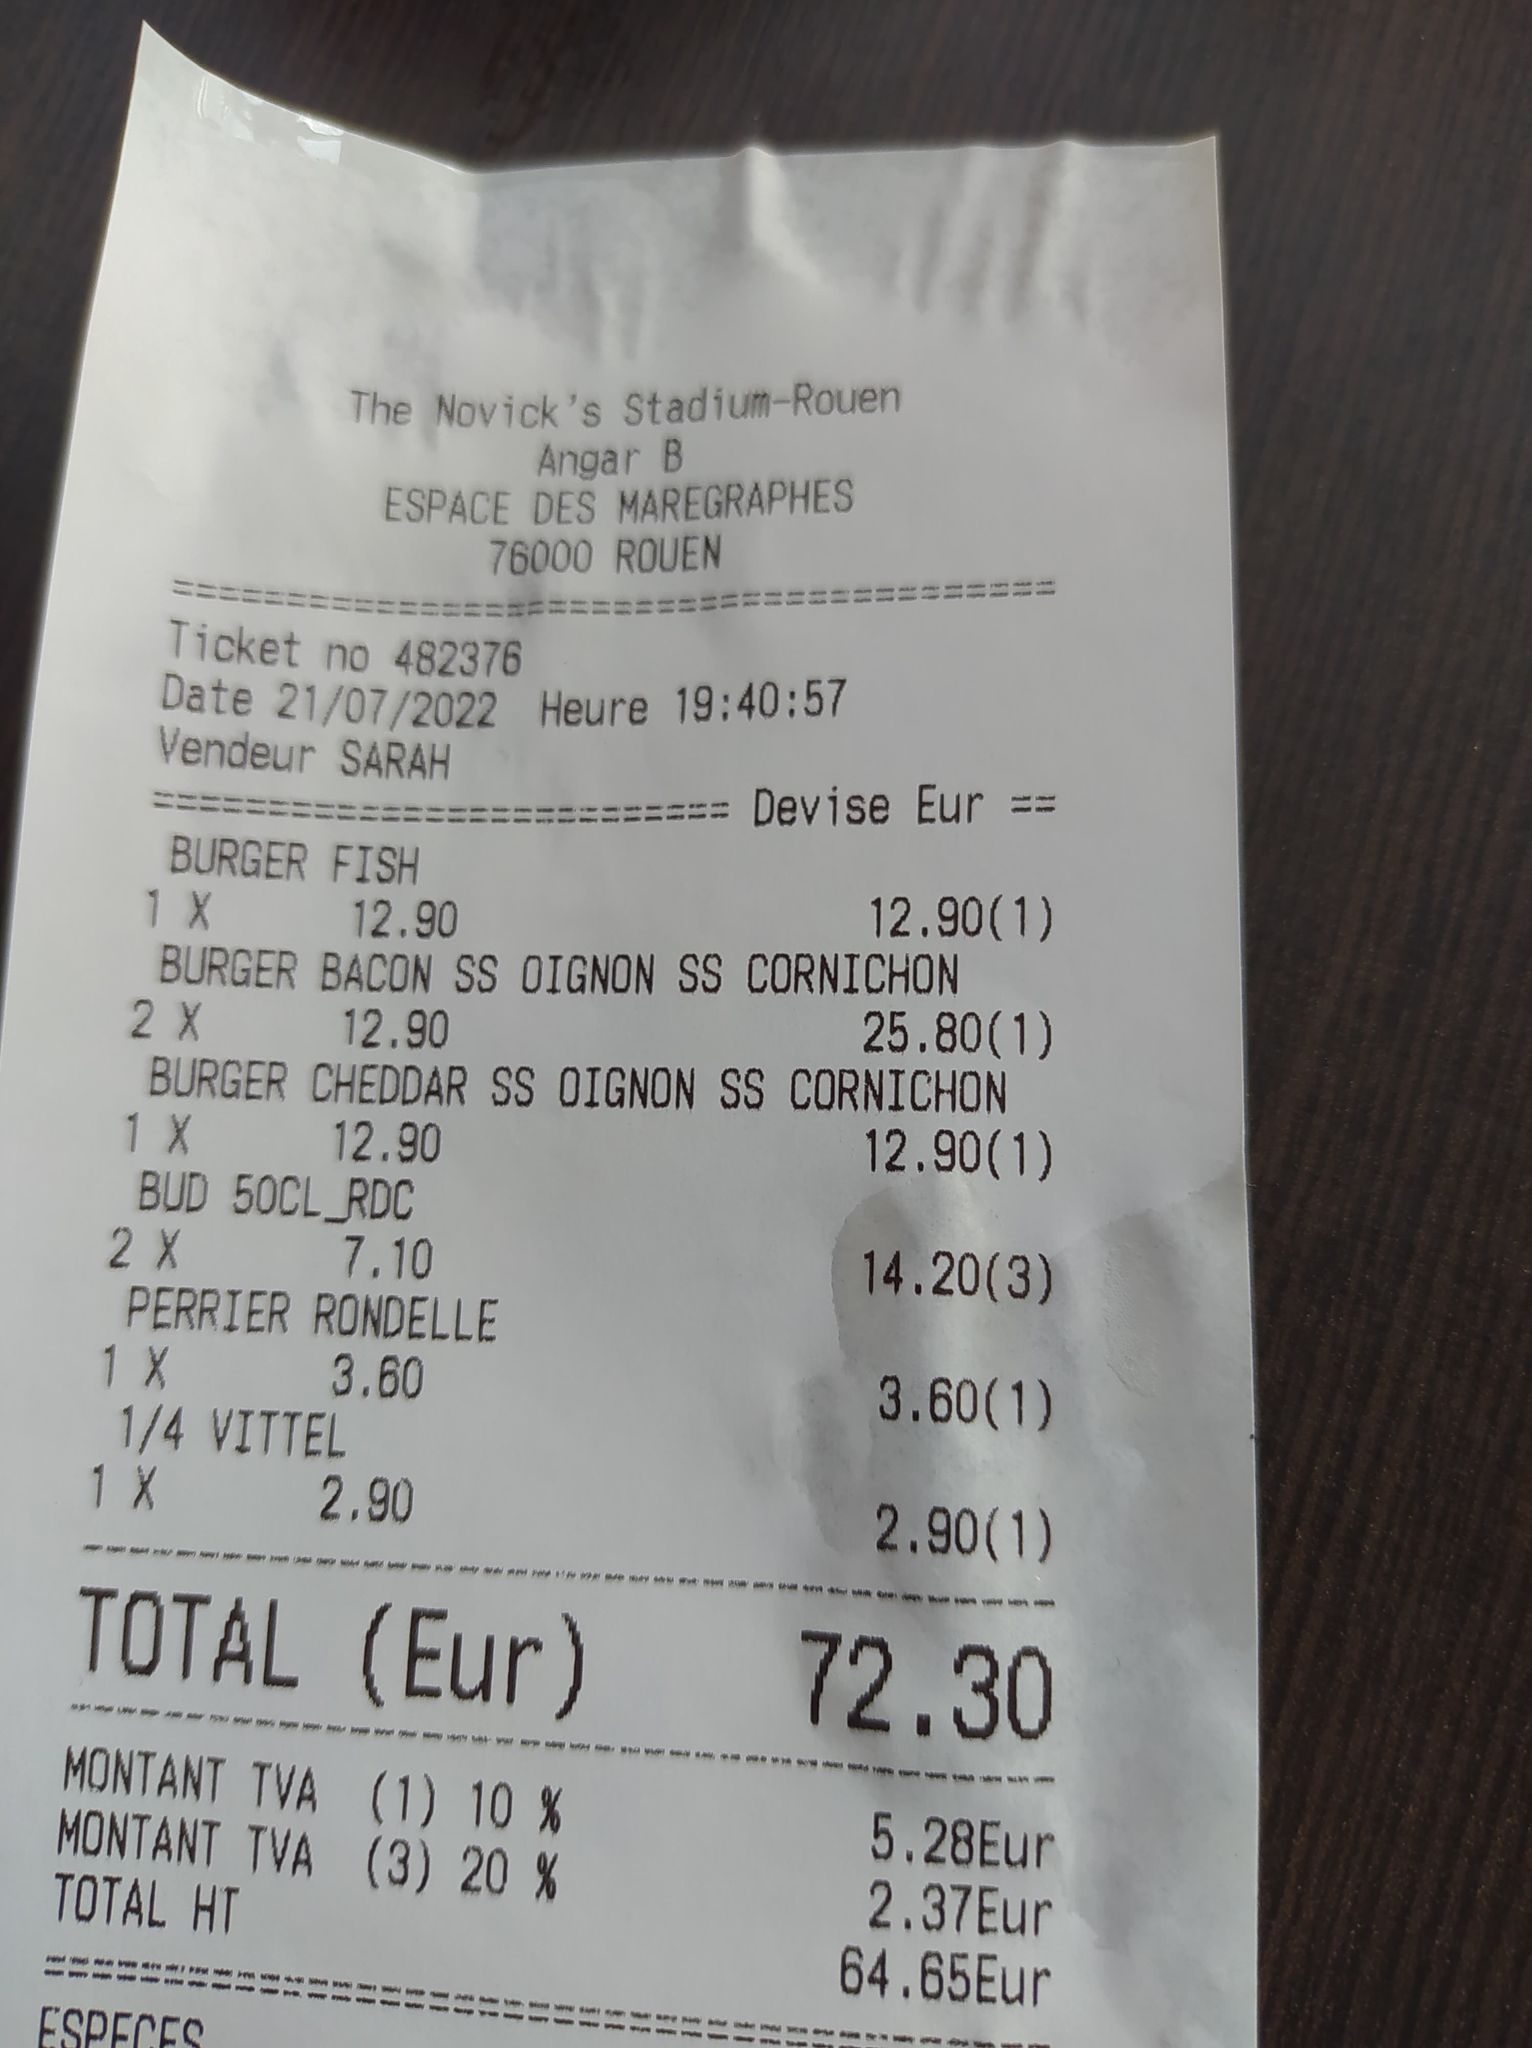 The Novick's Stadium-Rouen
Angar B
ESPACE DES MAREGRAPHES
76000 ROUEN
======================================
Ticket no 482376
Date 21/07/2022 Heure 19:40:57
Vendeur SARAH
========================= Devise Eur ==
BURGER FISH
1 X 12.90 12.90(1)
BURGER BACON SS OIGNON SS CORNICHON
2 X 12.90 25.80(1)
BURGER CHEDDAR SS OIGNON SS CORNICHON
1 X 12.90 12.90(1)
BUD 50CL_RDC
2 X 7.10 14.20(3)
PERRIER RONDELLE
1 X 3.60 3.60(1)
1/4 VITTEL
1 X 2.90 2.90(1)
TOTAL (Eur) 72.30
MONTANT TVA (1) 10 % 5.28Eur
MONTANT TVA (3) 20 % 2.37Eur
TOTAL HT 64.65Eur
ESPECES